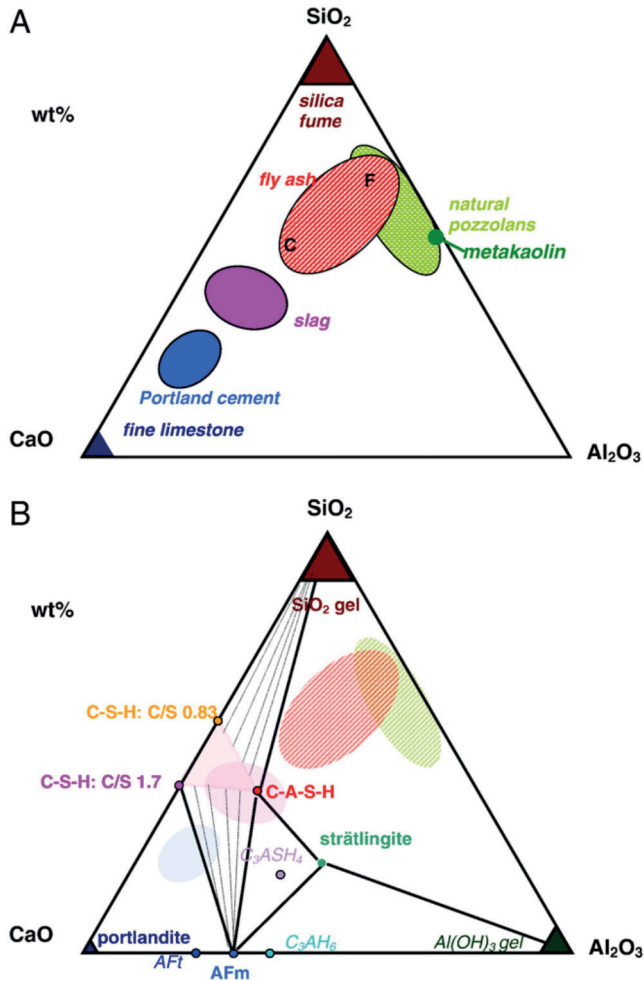 A
SiO₂
wt%
silica
fume
fly ash
F
natural
pozzolans
C
metakaolin
slag
Portland cement
CaO
fine limestone
Al₂O₃
B
SiO₂
wt%
SiO₂ gel
C-S-H: C/S 0.83
C-S-H: C/S 1.7
C-A-S-H
strätlingite
C₃ASH₄
CaO
portlandite
C₃AH₆
Al(OH)₃ gel
Al₂O₃
AFt
AFm